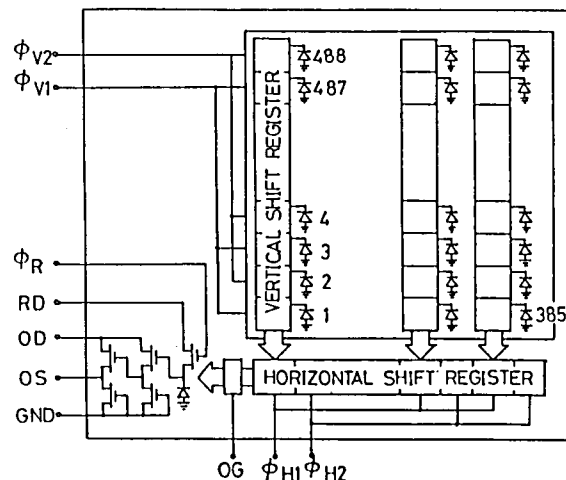 ϕV2
ϕV1
ϕR
RD
OD
OS
GND
VERTICAL SHIFT REGISTER
488
487
4
3
2
1
385
HORIZONTAL SHIFT REGISTER
OG
ϕH1
ϕH2